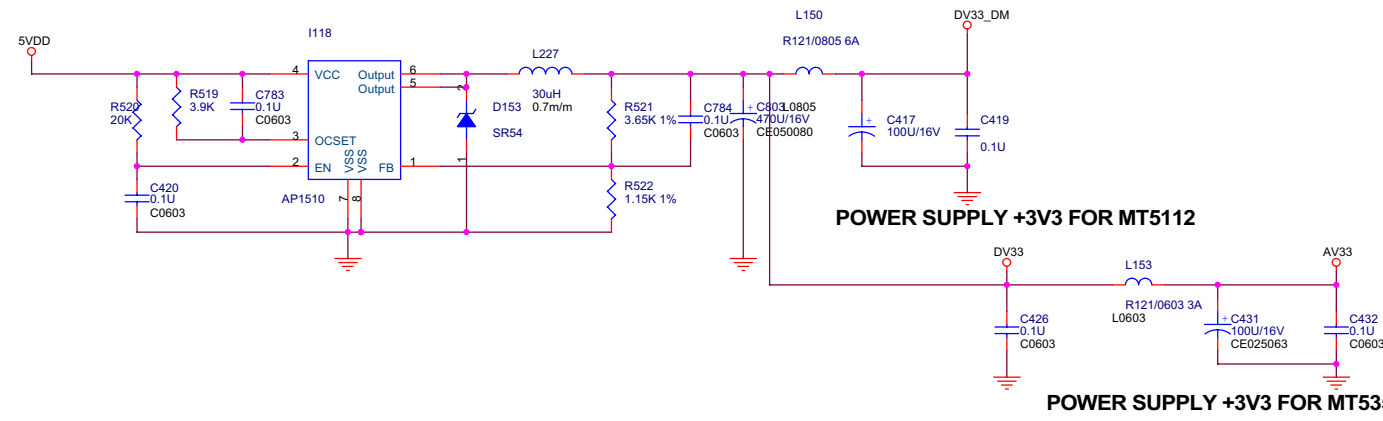 5VDD
I118
L227
L150
DV33_DM
R121/0805 6A
4
VCC
Output
6
Output
5
2
30uH
0.7m/m
R520
20K
R519
3.9K
C783
0.1U
C0603
D153
SR54
R521
3.65K 1%
C784
0.1U
C0603
+
C803
L0805
470U/16V
CE050080
+
C417
100U/16V
C419
0.1U
3
OCSET
2
EN
VSS
VSS
FB
1
1
C420
0.1U
C0603
AP1510
7
8
R522
1.15K 1%
POWER SUPPLY +3V3 FOR MT5112
DV33
L153
AV33
R121/0603 3A
L0603
C426
0.1U
C0603
+
C431
100U/16V
CE025063
C432
0.1U
C0603
POWER SUPPLY +3V3 FOR